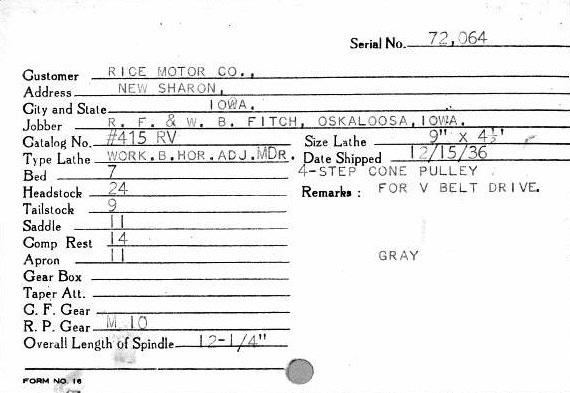 Serial No. 72,064
Customer RICE MOTOR CO.,
Address NEW SHARON,
City and State IOWA.
Jobber R. F. & W. B. FITCH, OSKALOOSA, IOWA.
Catalog No. #415 RV Size Lathe 9" x 4½'
Type Lathe WORK.B.HOR.ADJ.MDR. Date Shipped 12/15/36
Bed 7 4-STEP CONE PULLEY
Headstock 24 Remarks: FOR V BELT DRIVE.
Tailstock 9
Saddle 11
Comp Rest 14
Apron 11 GRAY
Gear Box
Taper Att.
C. F. Gear
R. P. Gear M 10
Overall Length of Spindle 12-1/4"
FORM NO. 16